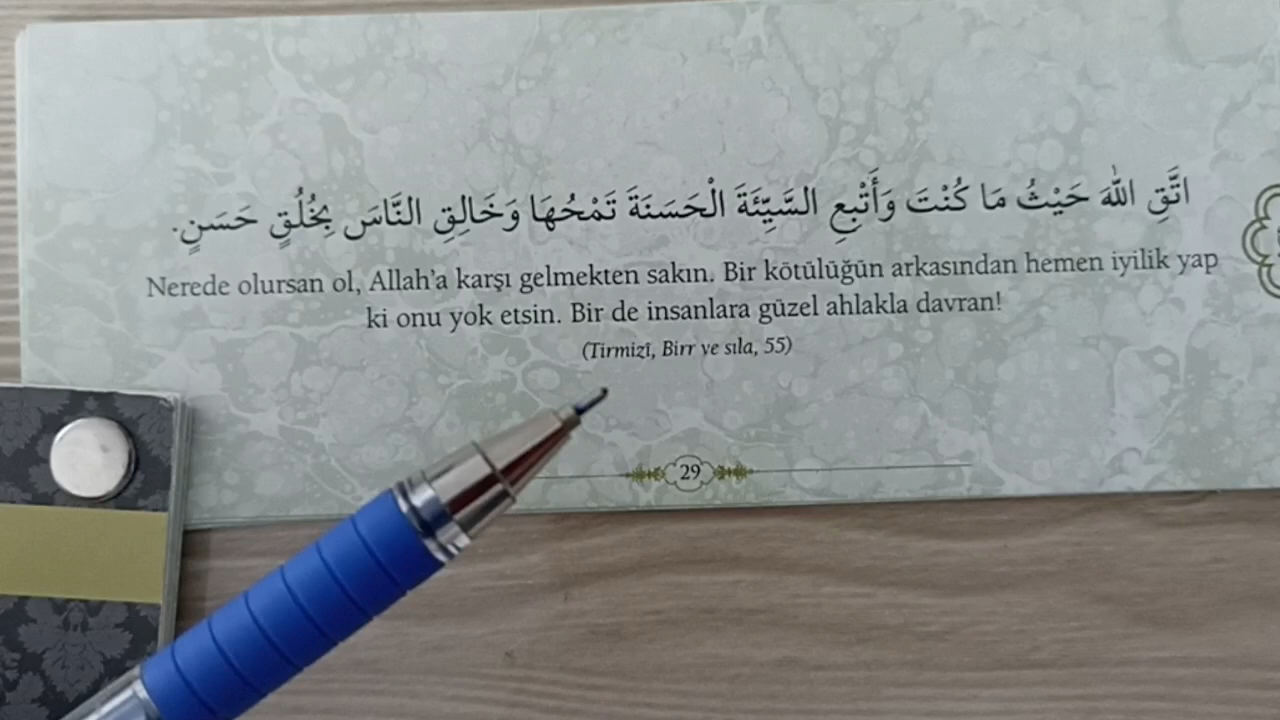 اتَّقِ اللّٰهَ حَيْثُ مَا كُنْتَ وَأَتْبِعِ السَّيِّئَةَ الْحَسَنَةَ تَمْحُهَا وَخَالِقِ النَّاسَ بِخُلُقٍ حَسَنٍ.
Nerede olursan ol, Allah’a karşı gelmekten sakın. Bir kötülüğün arkasından hemen iyilik yap
ki onu yok etsin. Bir de insanlara güzel ahlakla davran!
(Tirmizî, Birr ve sıla, 55)
29